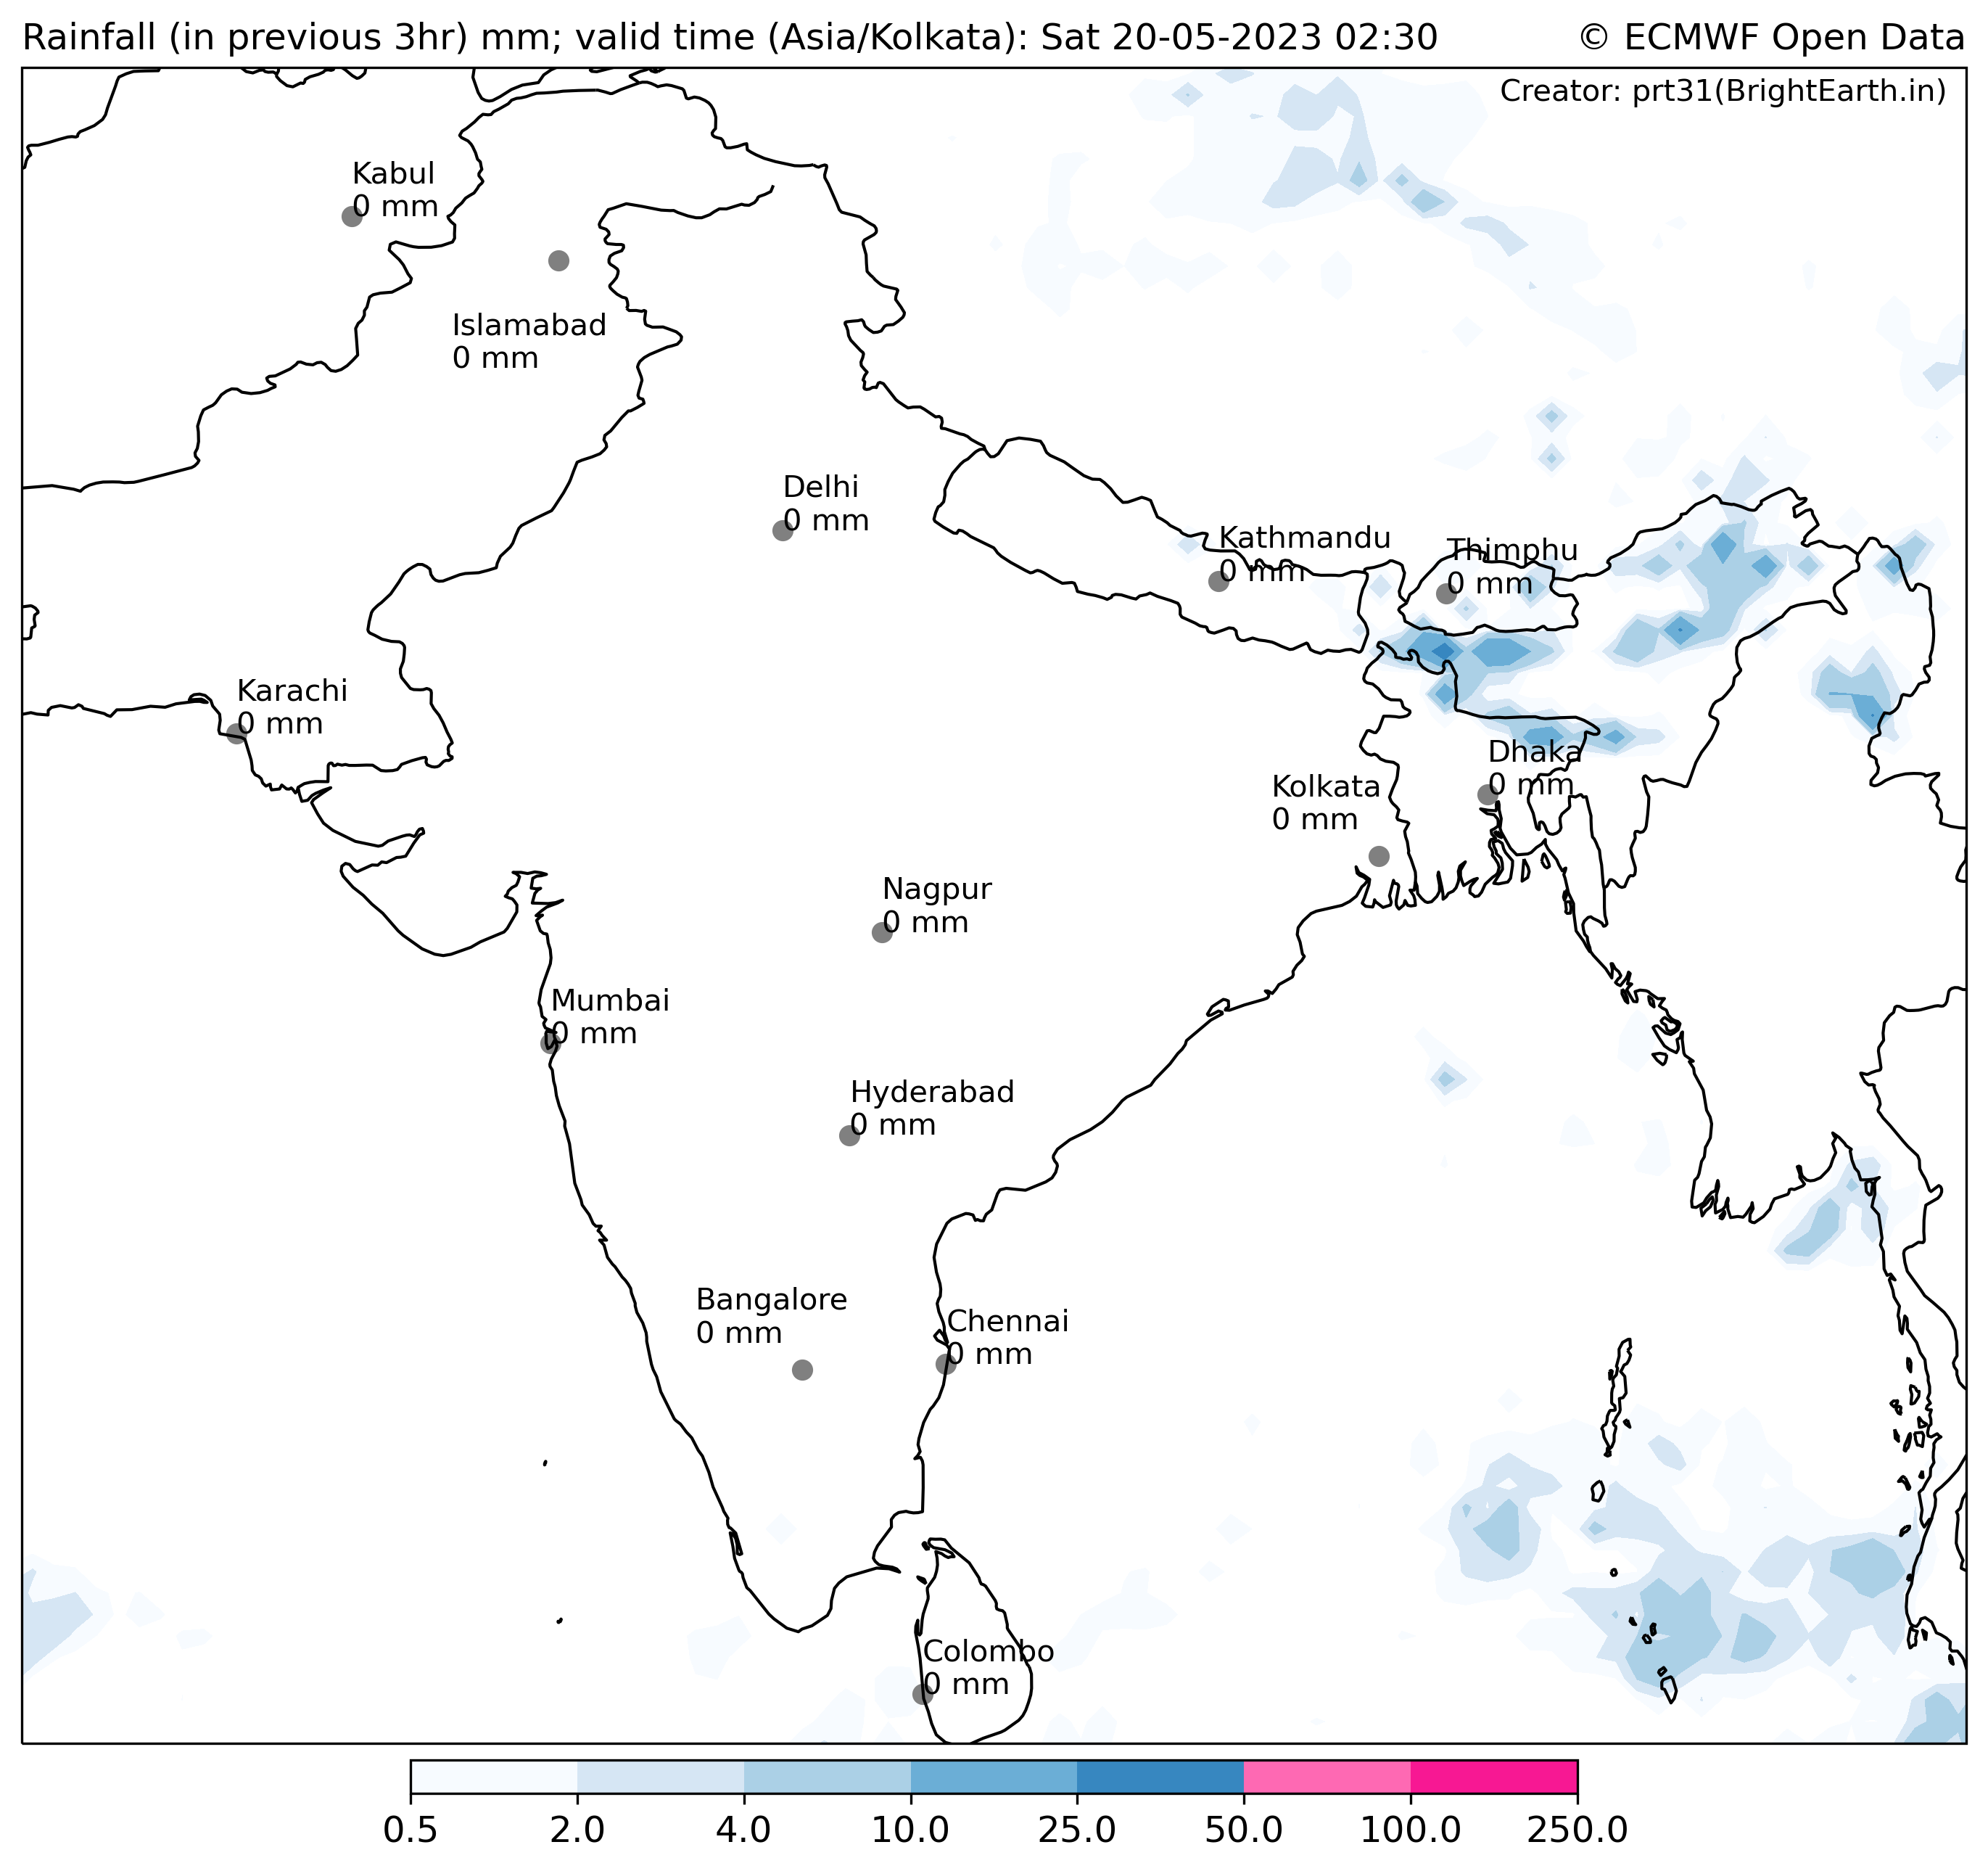 Rainfall (in previous 3hr) mm; valid time (Asia/Kolkata): Sat 20-05-2023 02:30
© ECMWF Open Data
Creator: prt31(BrightEarth.in)
Kabul
0 mm
Islamabad
0 mm
Delhi
0 mm
Kathmandu
0 mm
Thimphu
0 mm
Karachi
0 mm
Dhaka
0 mm
Kolkata
0 mm
Nagpur
0 mm
Mumbai
0 mm
Hyderabad
0 mm
Bangalore
0 mm
Chennai
0 mm
Colombo
0 mm
0.5 2.0 4.0 10.0 25.0 50.0 100.0 250.0